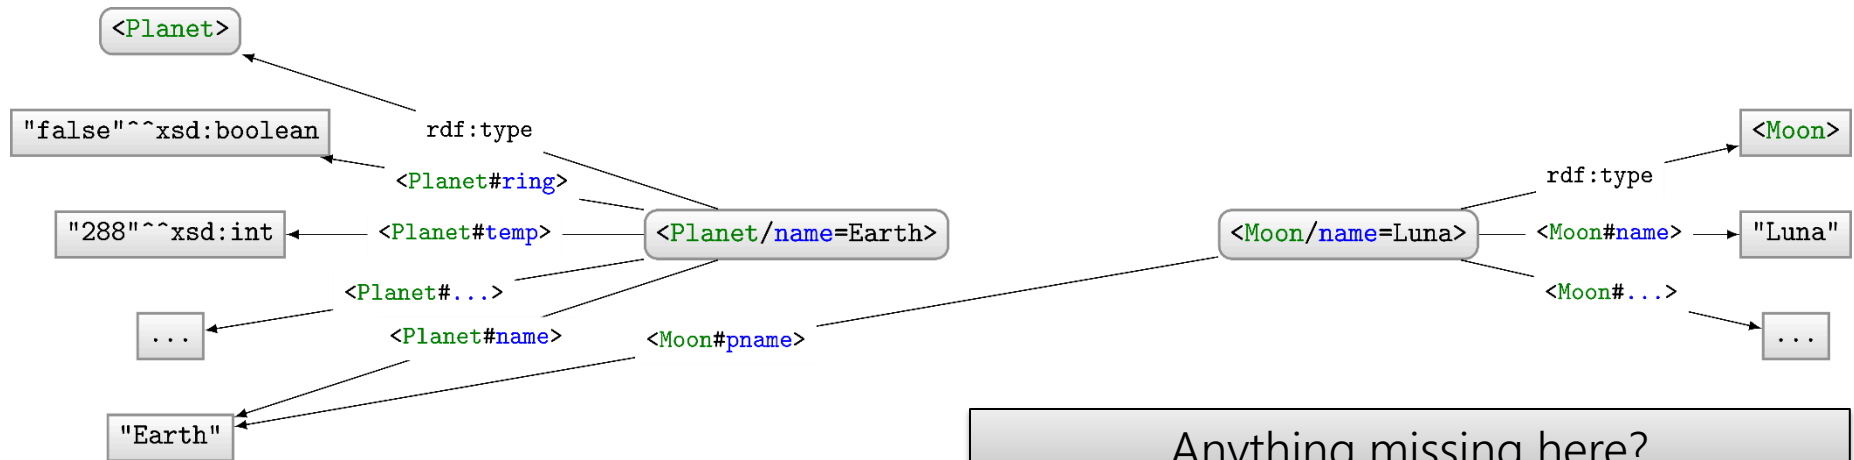 <Planet>
"false"^^xsd:boolean
rdf:type
<Moon>
<Planet#ring>
rdf:type
"288"^^xsd:int
<Planet#temp>
<Planet/name=Earth>
<Moon/name=Luna>
<Moon#name>
"Luna"
<Planet#...>
<Moon#...>
...
<Planet#name>
<Moon#pname>
...
"Earth"
Anything missing here?